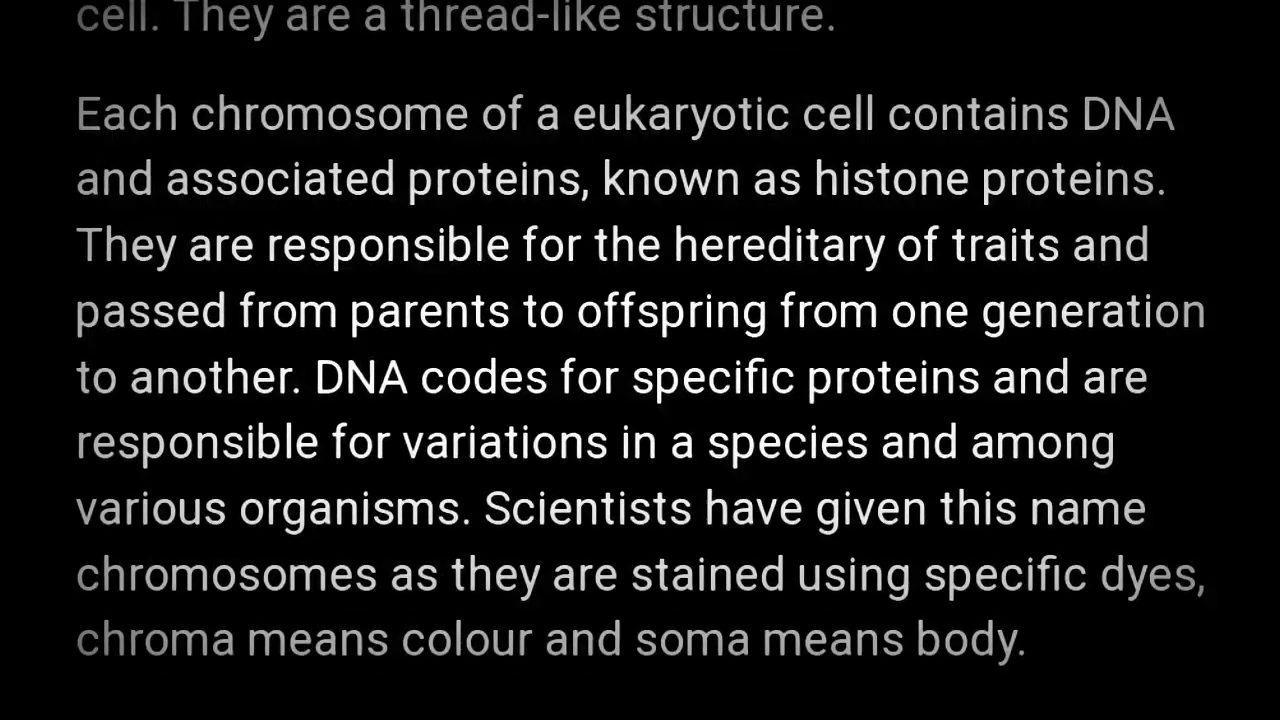 cell. They are a thread-like structure.
Each chromosome of a eukaryotic cell contains DNA
and associated proteins, known as histone proteins.
They are responsible for the hereditary of traits and
passed from parents to offspring from one generation
to another. DNA codes for specific proteins and are
responsible for variations in a species and among
various organisms. Scientists have given this name
chromosomes as they are stained using specific dyes,
chroma means colour and soma means body.